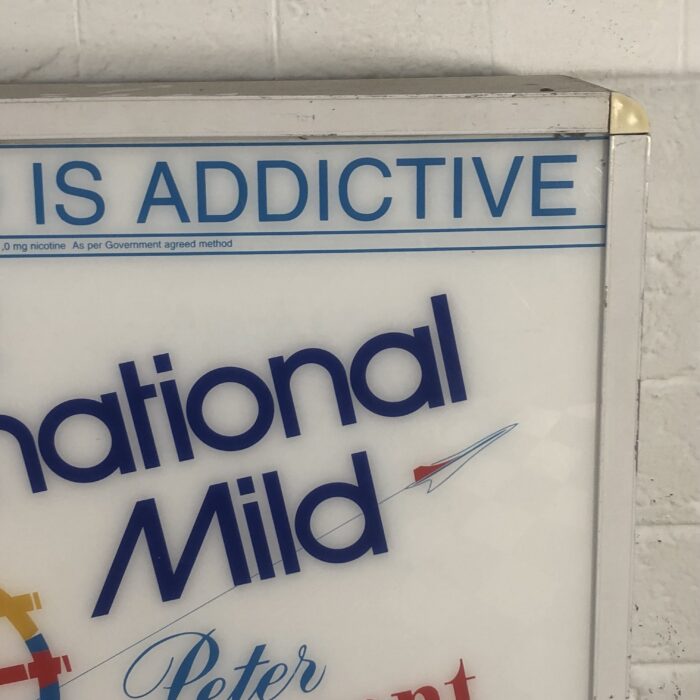 IS ADDICTIVE
,0 mg nicotine As per Government agreed method
national
Mild
Peter